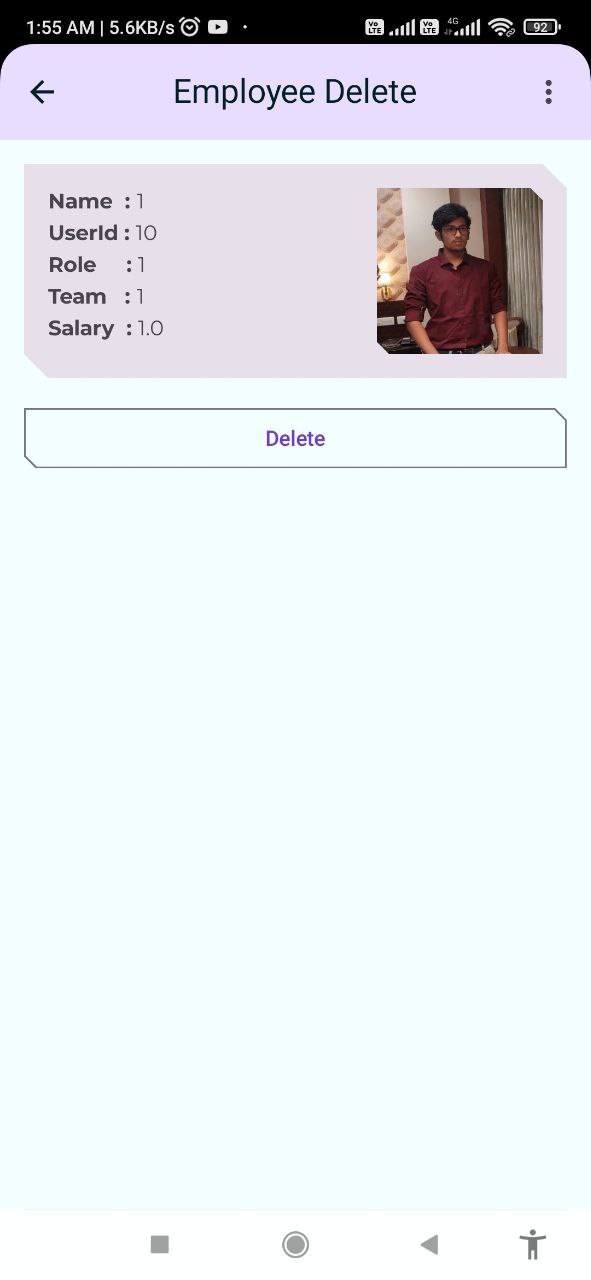 1:55 AM | 5.6KB/s Vo LTE Vo LTE 4G 92
Employee Delete
Name : 1
UserId : 10
Role : 1
Team : 1
Salary : 1.0
Delete